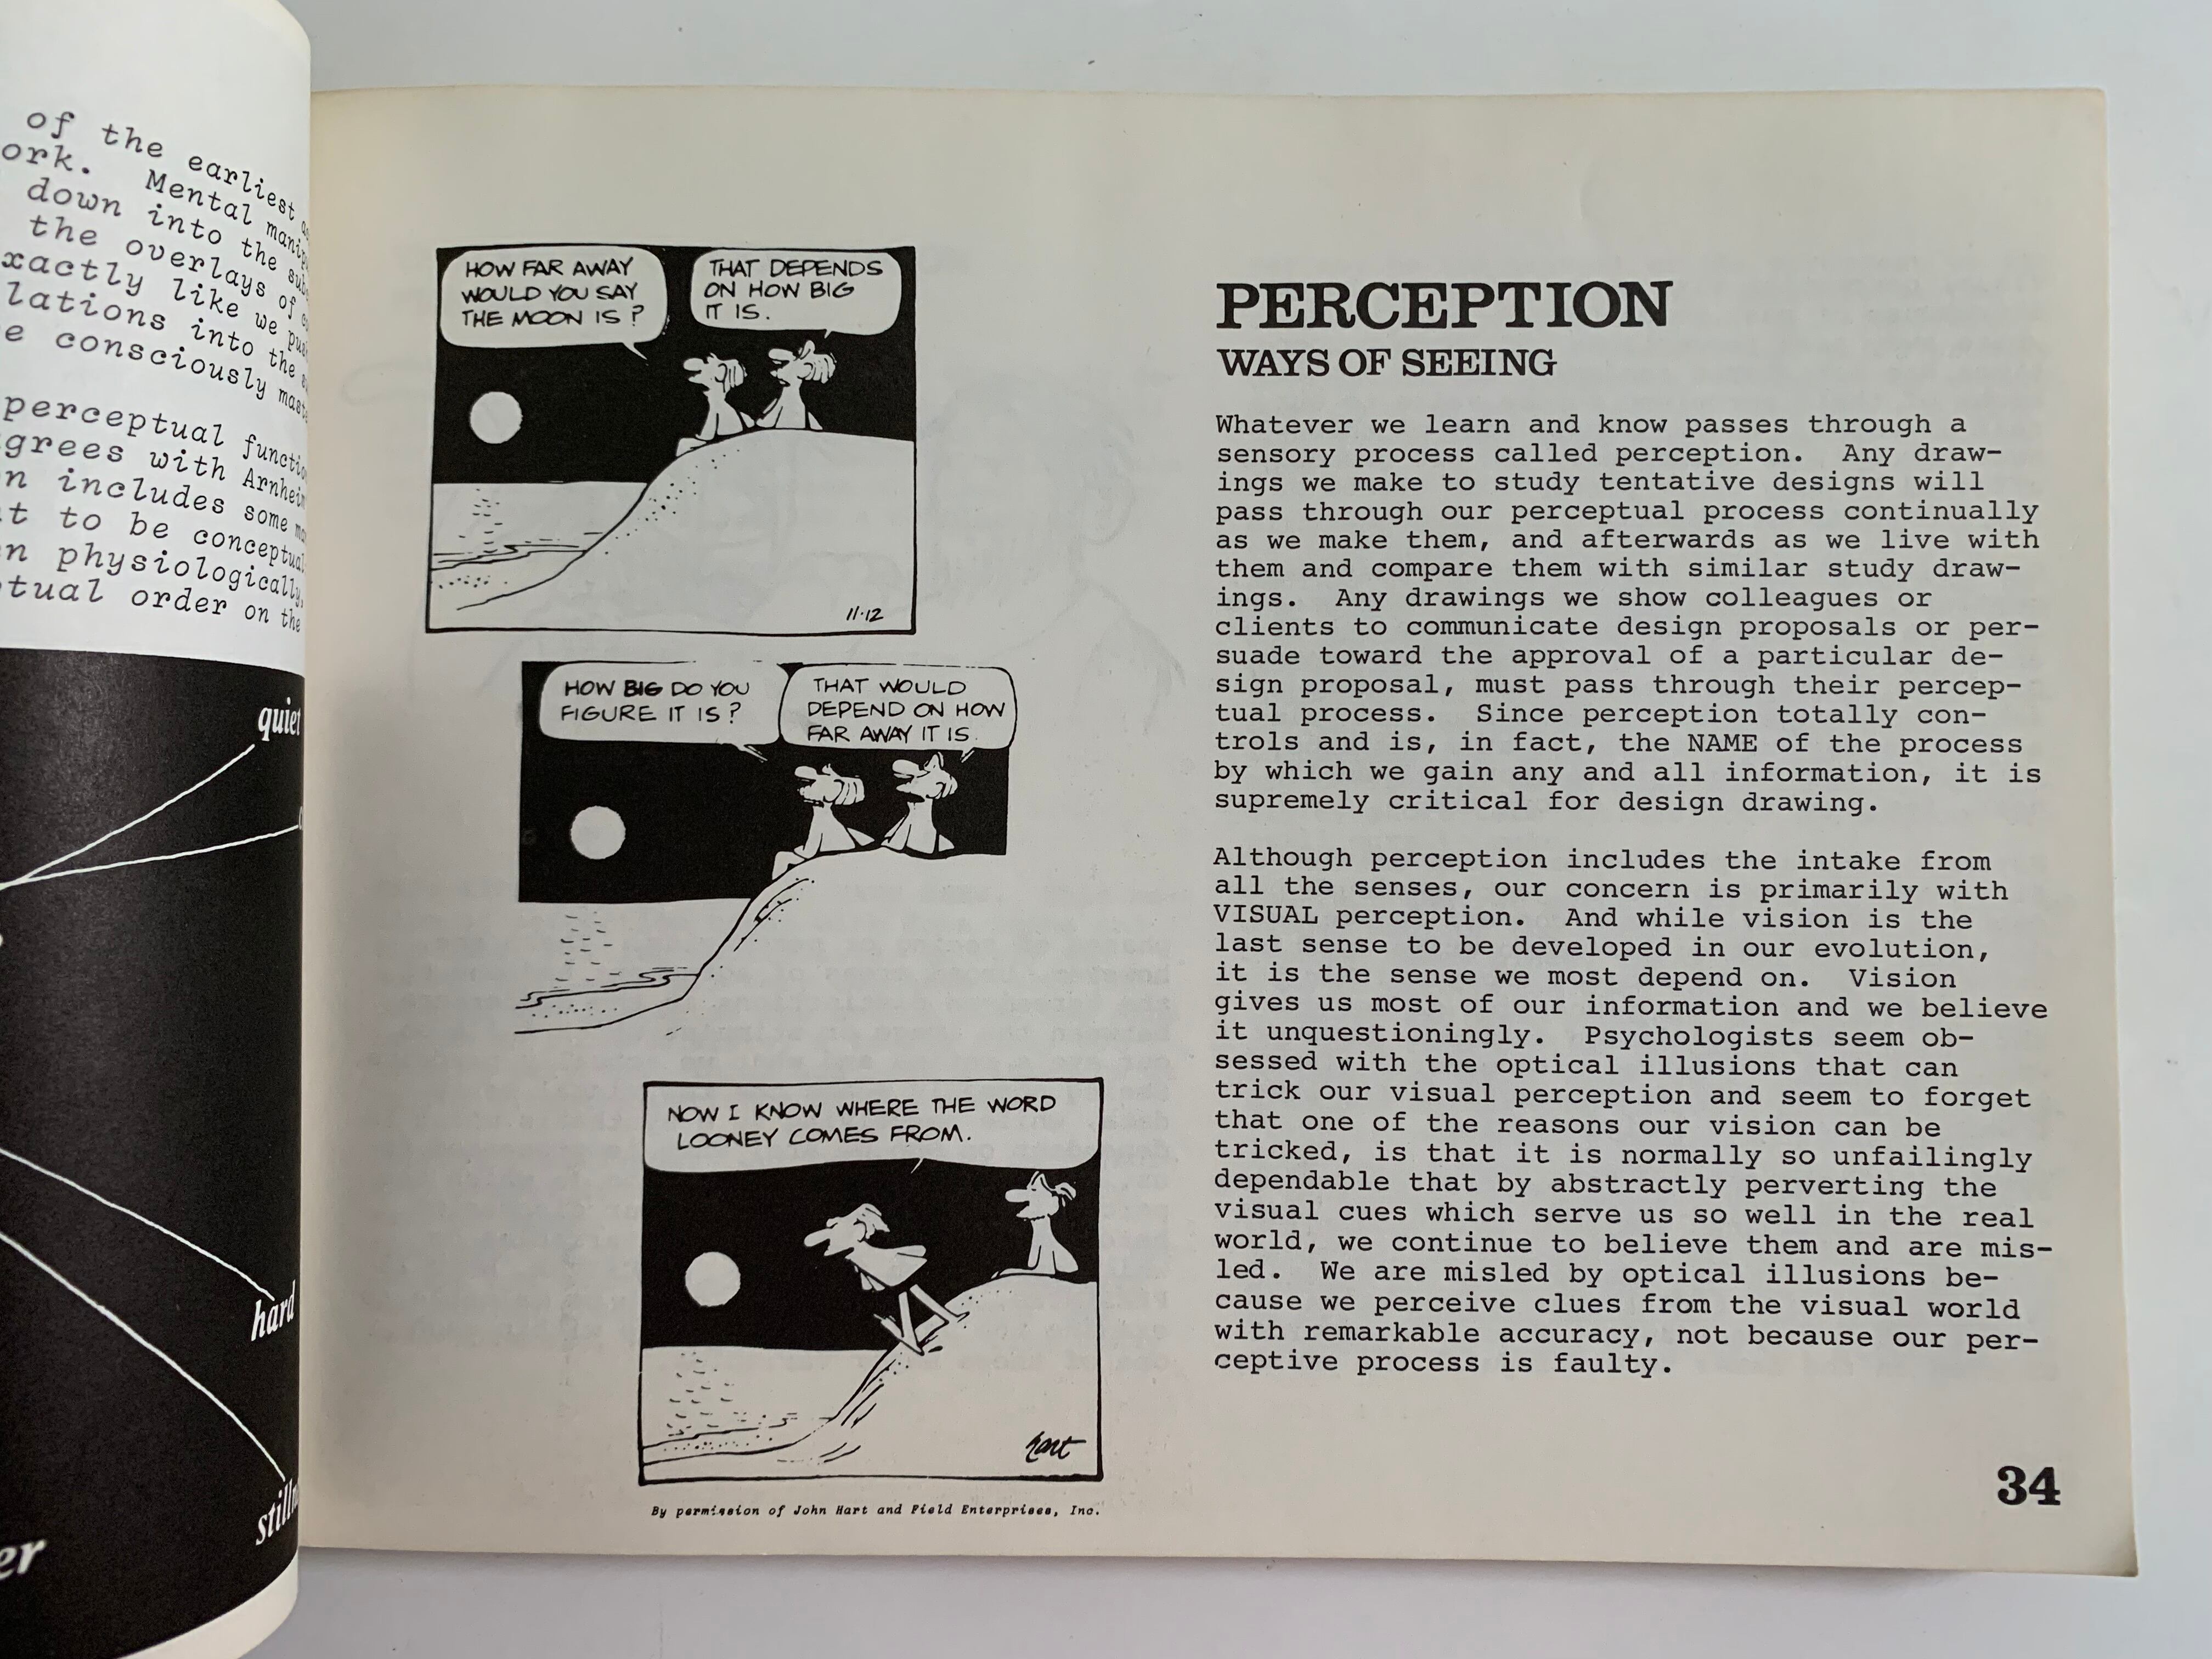 of the earliest
ork. Mental
down into the
the overlays of
xactly like we
lations into the
e consciously
perceptual
grees with Arnheim
n includes some
t to be conceptual
n physiologically,
tual order on the
quiet
hard
er
HOW FAR AWAY
WOULD YOU SAY
THE MOON IS?
THAT DEPENDS
ON HOW BIG
IT IS.
11·12
HOW BIG DO YOU
FIGURE IT IS?
THAT WOULD
DEPEND ON HOW
FAR AWAY IT IS.
NOW I KNOW WHERE THE WORD
LOONEY COMES FROM.
hart
By permission of John Hart and Field Enterprises, Inc.
PERCEPTION
WAYS OF SEEING
Whatever we learn and know passes through a
sensory process called perception. Any draw-
ings we make to study tentative designs will
pass through our perceptual process continually
as we make them, and afterwards as we live with
them and compare them with similar study draw-
ings. Any drawings we show colleagues or
clients to communicate design proposals or per-
suade toward the approval of a particular de-
sign proposal, must pass through their percep-
tual process. Since perception totally con-
trols and is, in fact, the NAME of the process
by which we gain any and all information, it is
supremely critical for design drawing.
Although perception includes the intake from
all the senses, our concern is primarily with
VISUAL perception. And while vision is the
last sense to be developed in our evolution,
it is the sense we most depend on. Vision
gives us most of our information and we believe
it unquestioningly. Psychologists seem ob-
sessed with the optical illusions that can
trick our visual perception and seem to forget
that one of the reasons our vision can be
tricked, is that it is normally so unfailingly
dependable that by abstractly perverting the
visual cues which serve us so well in the real
world, we continue to believe them and are mis-
led. We are misled by optical illusions be-
cause we perceive clues from the visual world
with remarkable accuracy, not because our per-
ceptive process is faulty.
34